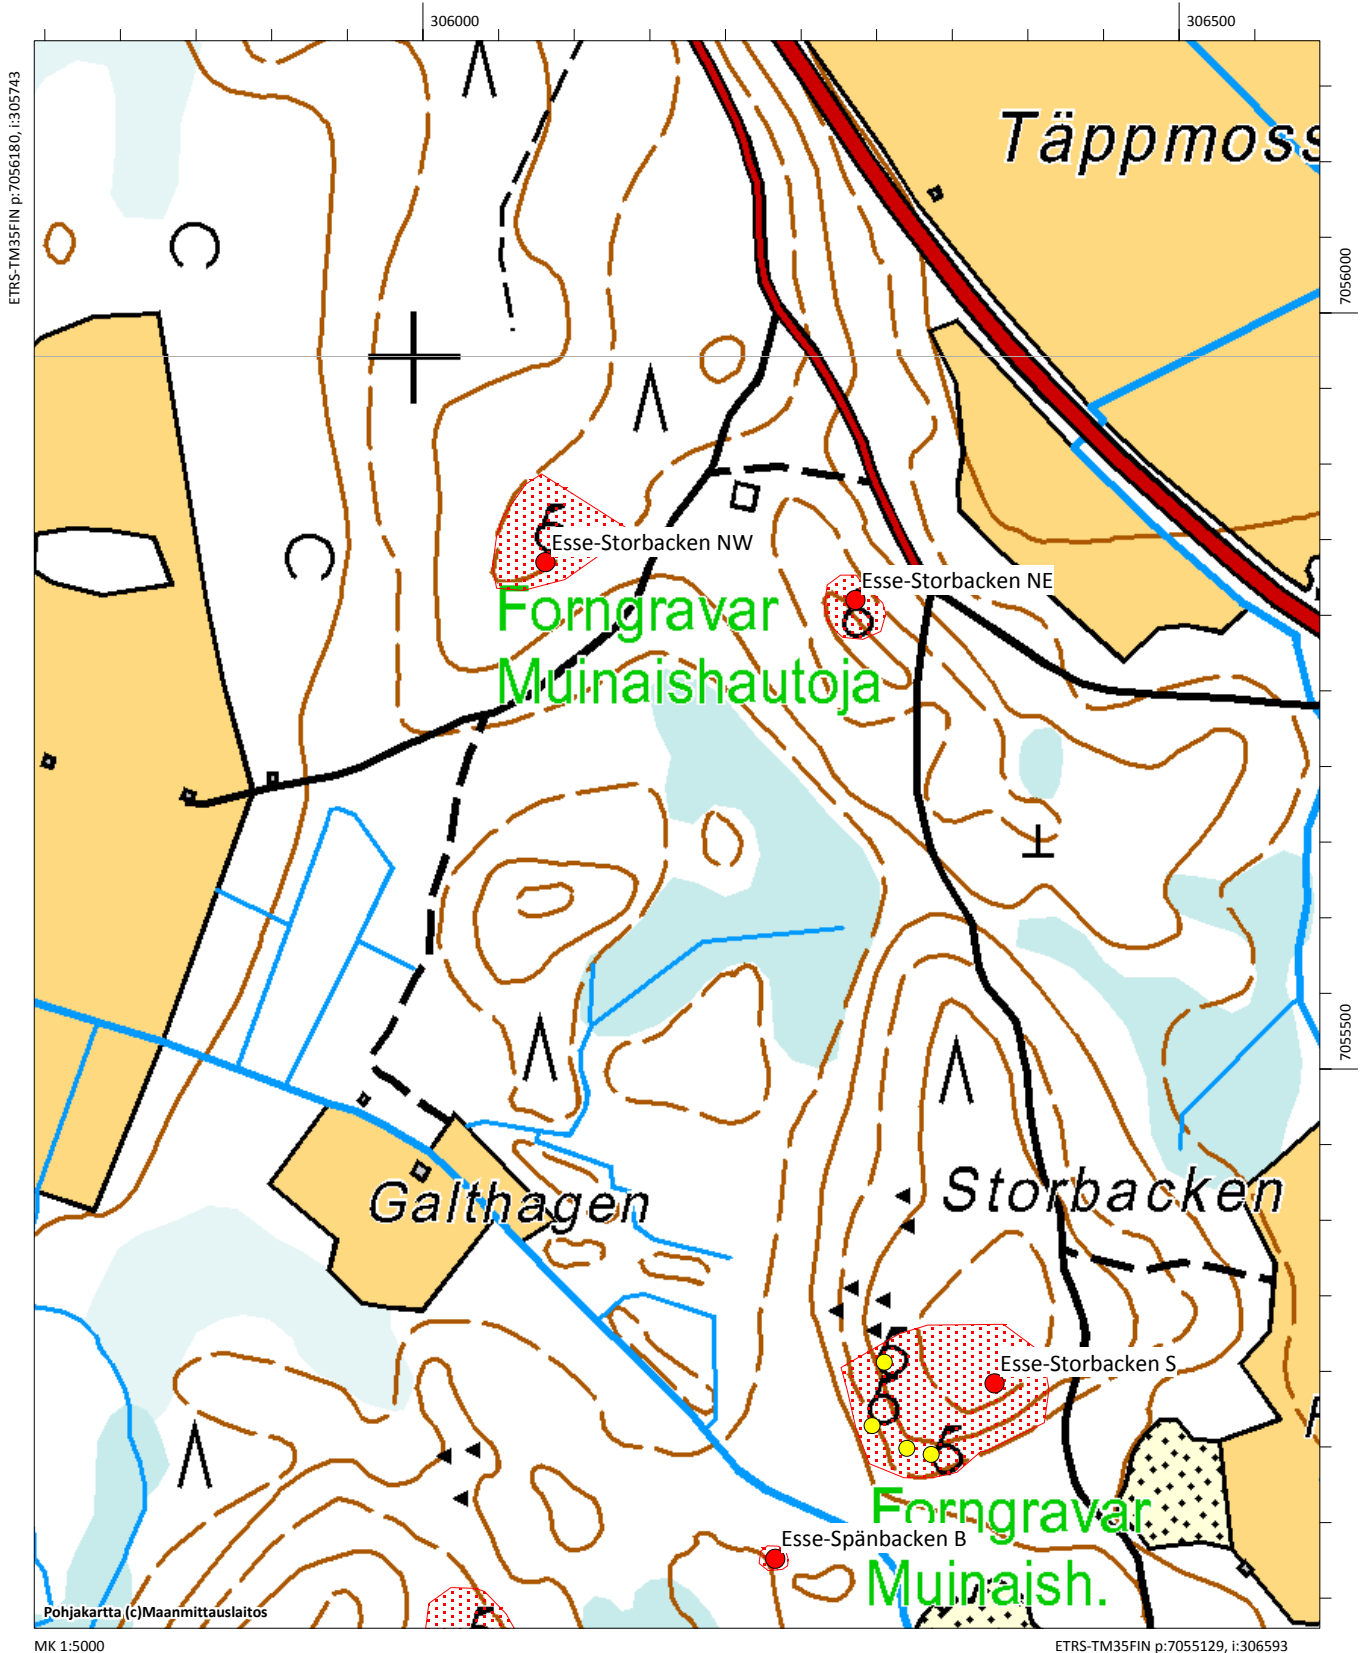 306000
306500
ETRS-TM35FIN p:7056180, i:305743
Täppmoss
7056000
Esse-Storbacken NW
Esse-Storbacken NE
Forngravar
Muinaishautoja
7055500
Storbacken
Galthagen
Esse-Storbacken S
Forngravar
Esse-Spänbacken B
Muinaish.
Pohjakartta (c)Maanmittauslaitos
MK 1:5000
ETRS-TM35FIN p:7055129, i:306593